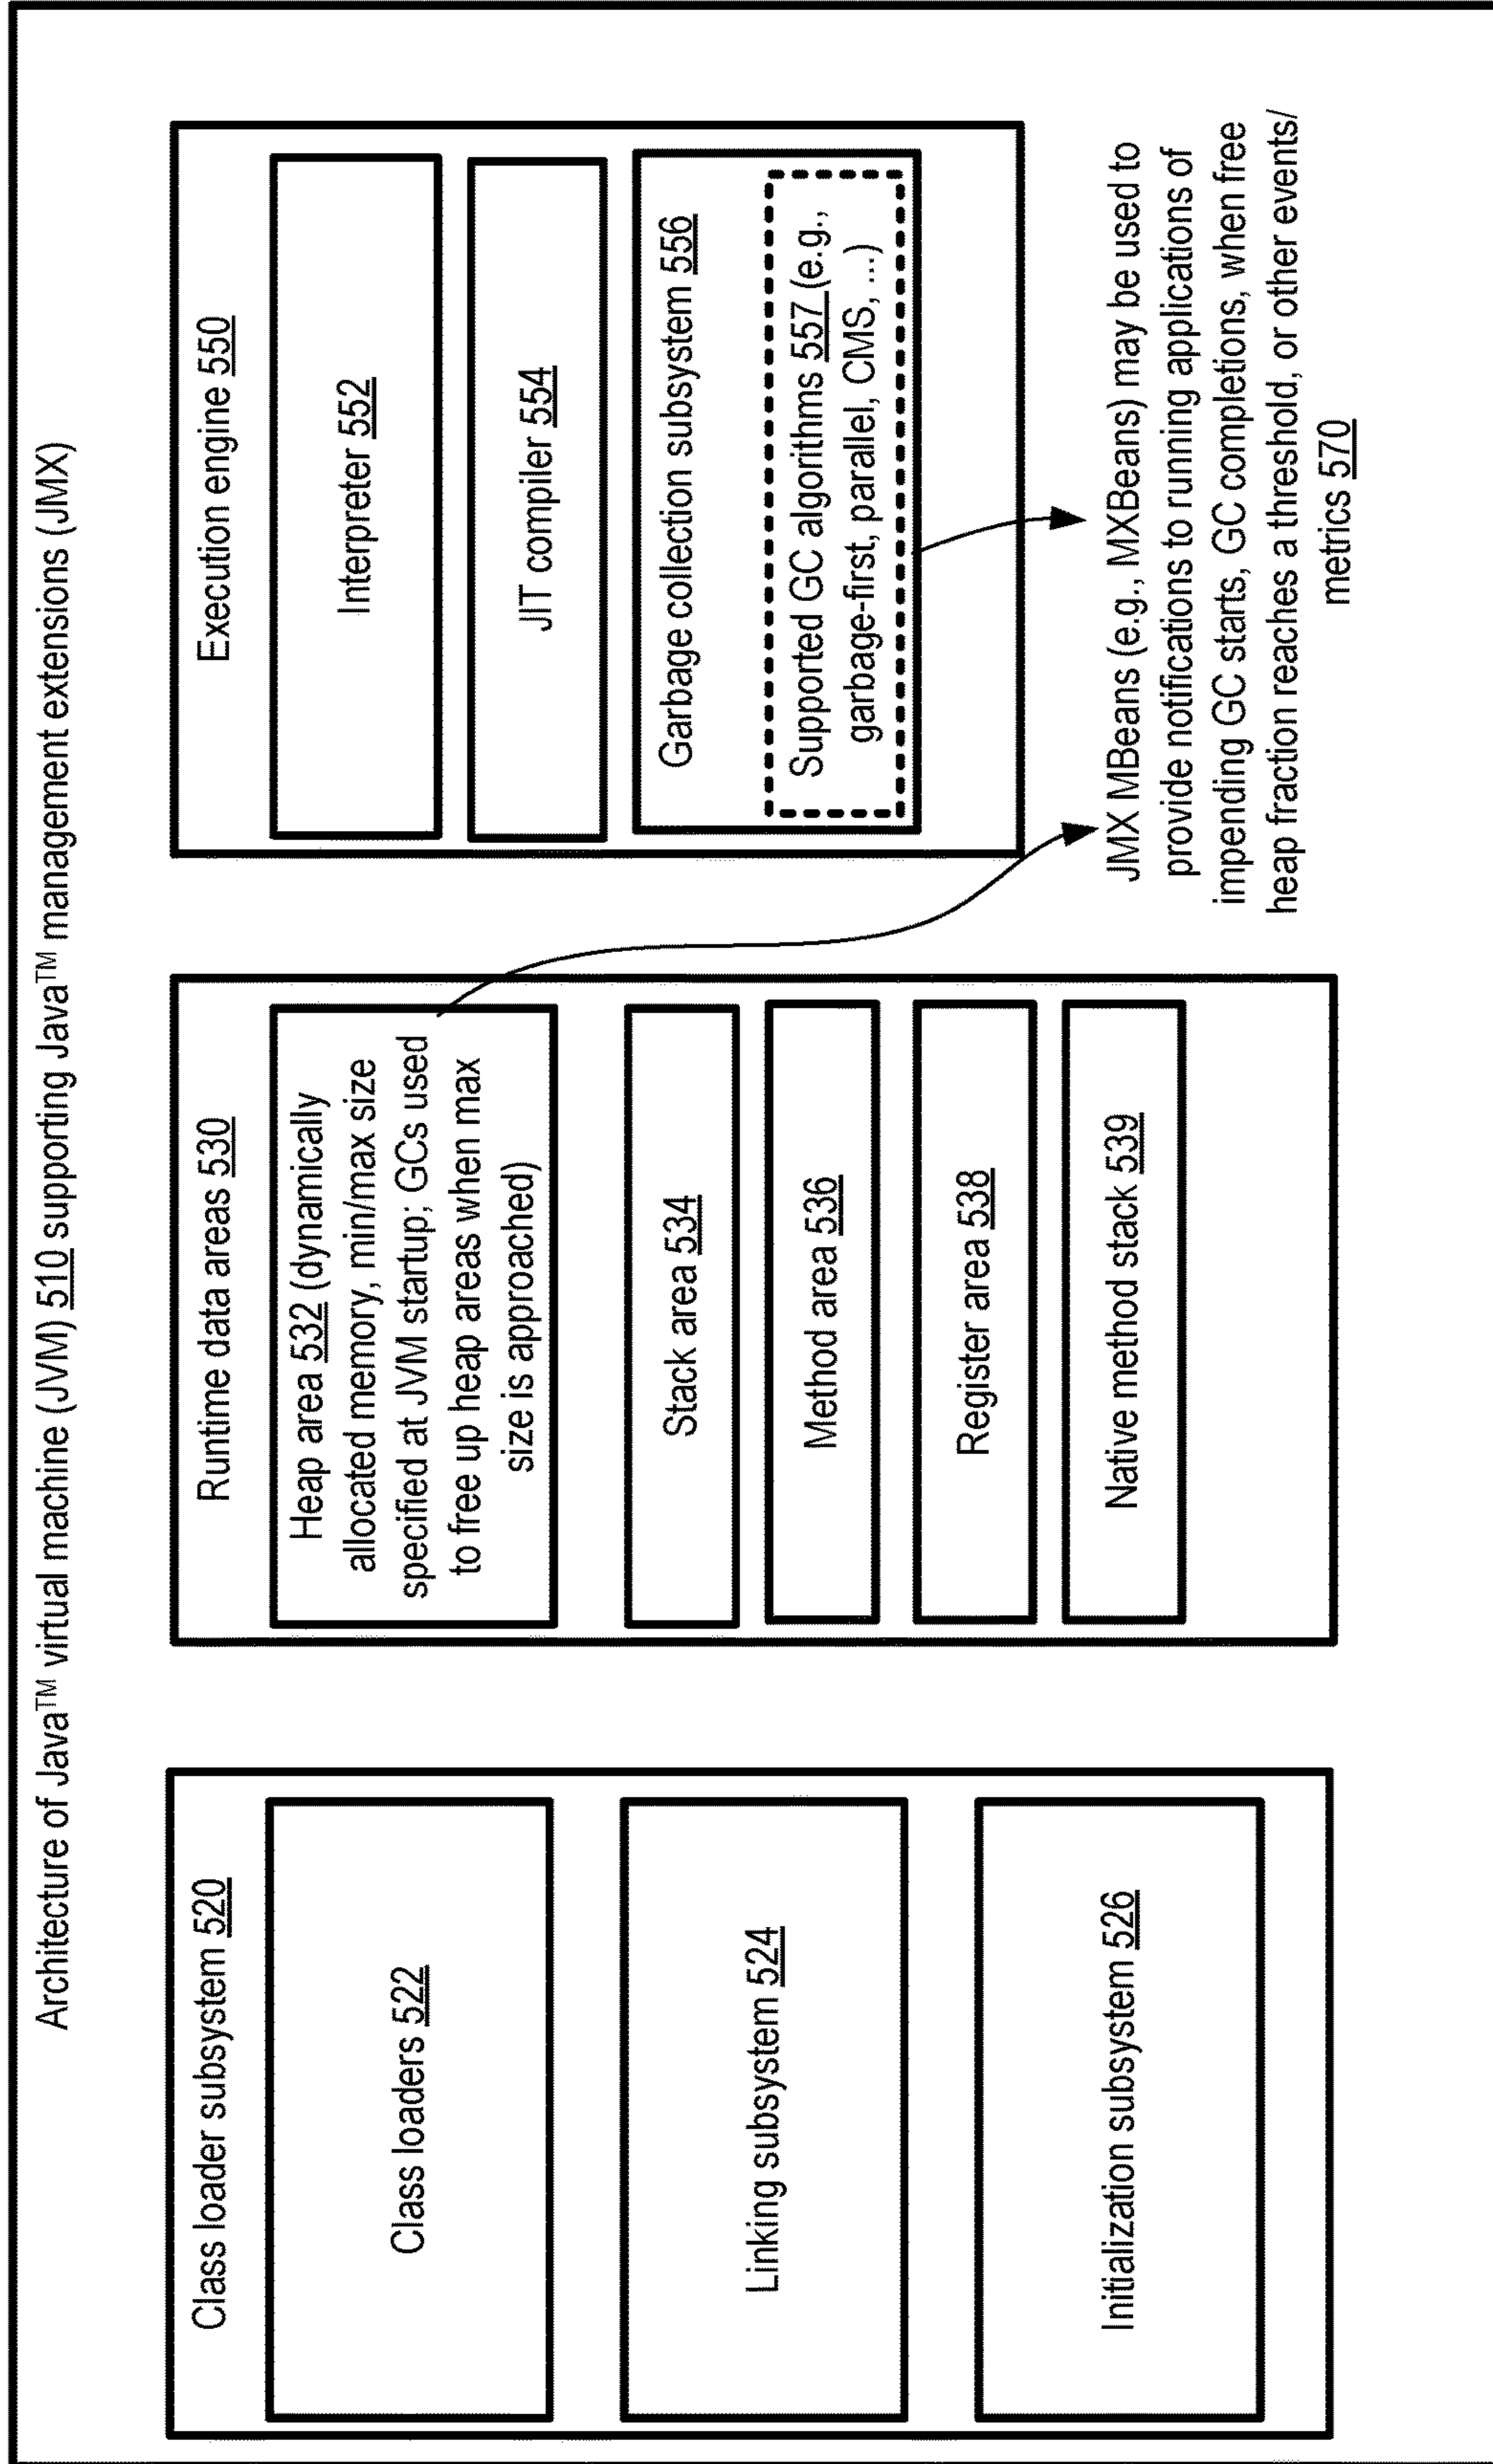 Architecture of Java™ virtual machine (JVM) 510 supporting Java™ management extensions (JMX)
Class loader subsystem 520
Class loaders 522
Linking subsystem 524
Initialization subsystem 526
Runtime data areas 530
Heap area 532 (dynamically
allocated memory, min/max size
specified at JVM startup; GCs used
to free up heap areas when max
size is approached)
Stack area 534
Method area 536
Register area 538
Native method stack 539
Execution engine 550
Interpreter 552
JIT compiler 554
Garbage collection subsystem 556
Supported GC algorithms 557 (e.g.,
garbage-first, parallel, CMS, ...)
JMX MBeans (e.g., MXBeans) may be used to
provide notifications to running applications of
impending GC starts, GC completions, when free
heap fraction reaches a threshold, or other events/
metrics 570